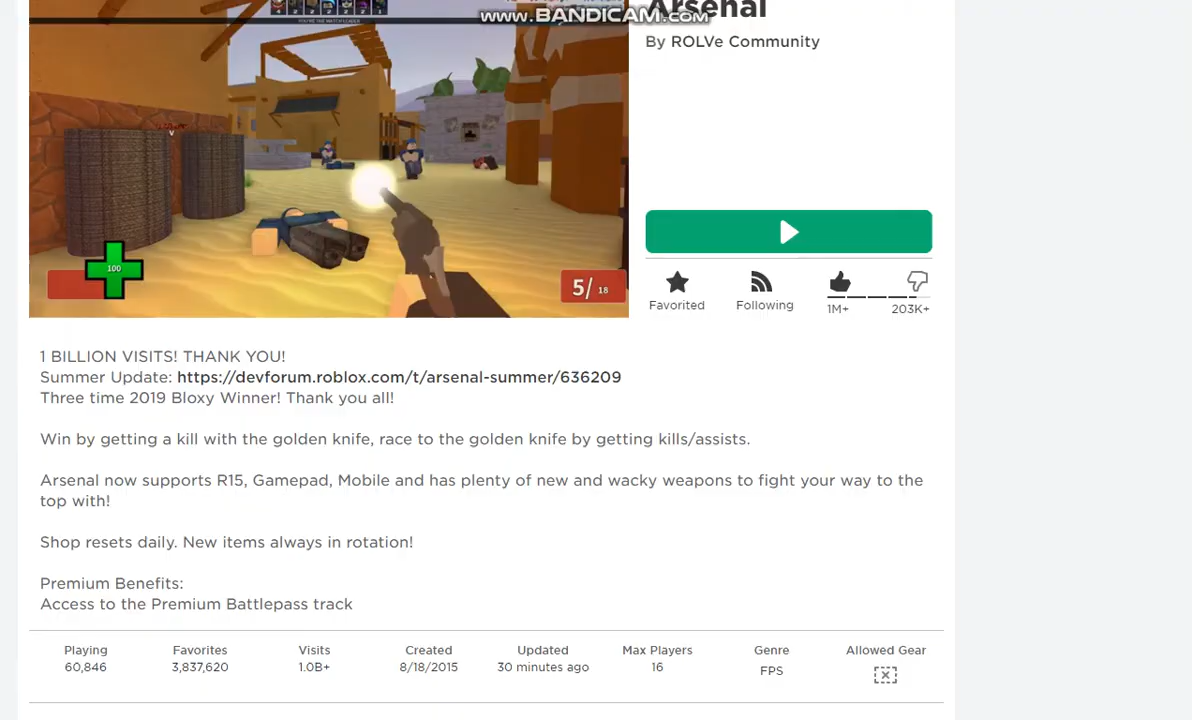 Arsenal
www.BANDICAM.com
By ROLVe Community
YOU'RE THE MATCH LEADER
100
5/ 18
Favorited
Following
1M+
203K+
1 BILLION VISITS! THANK YOU!
Summer Update: https://devforum.roblox.com/t/arsenal-summer/636209
Three time 2019 Bloxy Winner! Thank you all!
Win by getting a kill with the golden knife, race to the golden knife by getting kills/assists.
Arsenal now supports R15, Gamepad, Mobile and has plenty of new and wacky weapons to fight your way to the
top with!
Shop resets daily. New items always in rotation!
Premium Benefits:
Access to the Premium Battlepass track
Playing Favorites Visits Created Updated Max Players Genre Allowed Gear
60,846 3,837,620 1.0B+ 8/18/2015 30 minutes ago 16 FPS